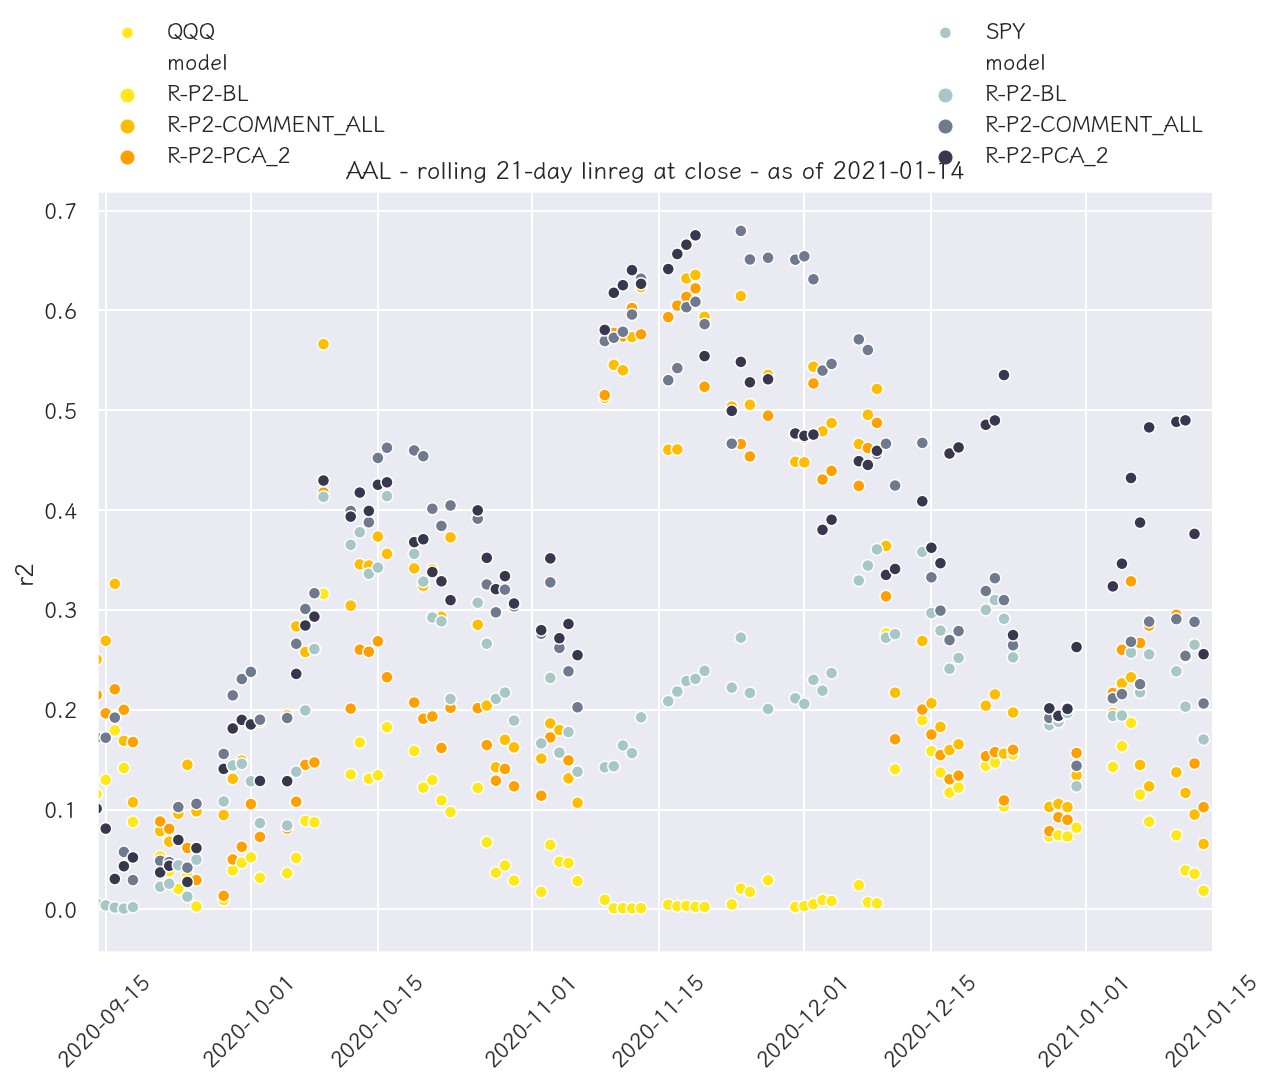 QQQ
model
R-P2-BL
R-P2-COMMENT_ALL
R-P2-PCA_2
SPY
model
R-P2-BL
R-P2-COMMENT_ALL
R-P2-PCA_2
AAL - rolling 21-day linreg at close - as of 2021-01-14
r2
0.7
0.6
0.5
0.4
0.3
0.2
0.1
0.0
2020-09-15
2020-10-01
2020-10-15
2020-11-01
2020-11-15
2020-12-01
2020-12-15
2021-01-01
2021-01-15